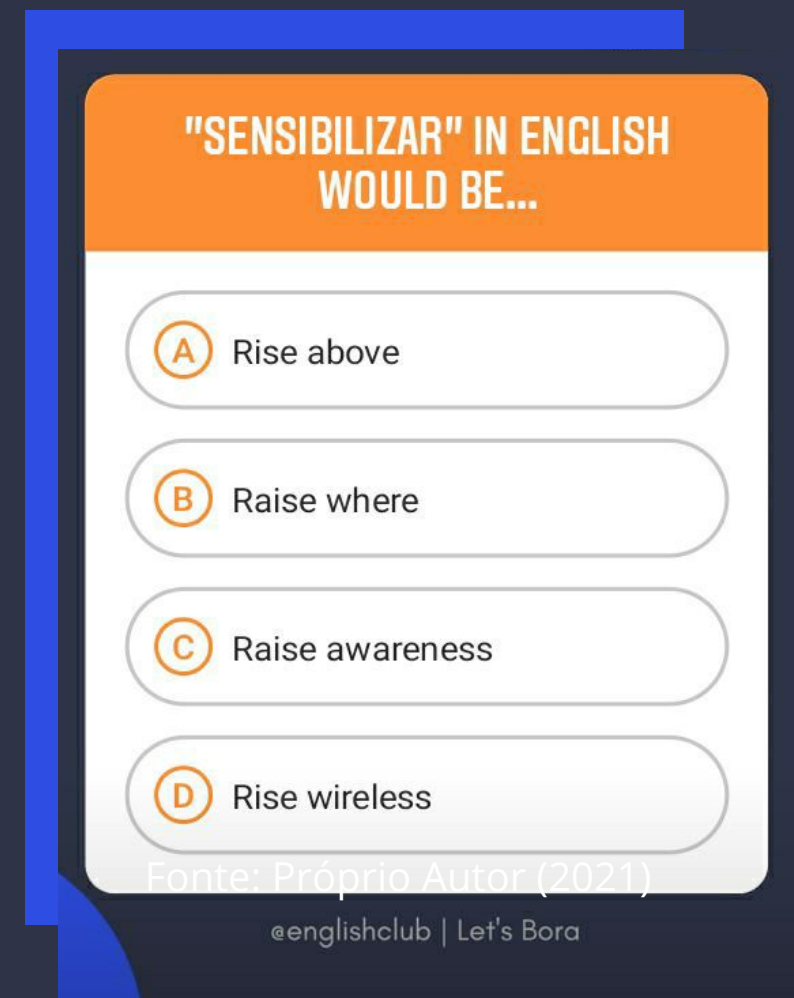 "SENSIBILIZAR" IN ENGLISH
WOULD BE...
A Rise above
B Raise where
C Raise awareness
D Rise wireless
Fonte: Próprio Autor (2021)
@englishclub | Let's Bora